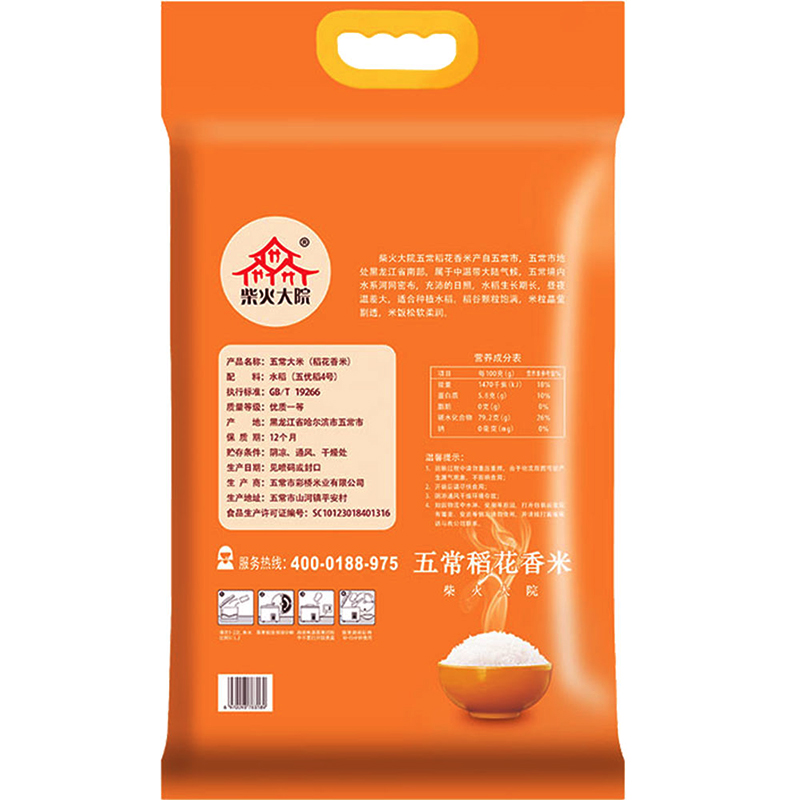 ®
柴火大院
柴火大院五常稻花香米产自五常市，五常市地
处黑龙江省南部，属于中温带大陆气候，五常境内
水系河网密布，充沛的日照，水稻生长期长，昼夜
温差大，适合种植水稻，稻谷颗粒饱满，米粒晶莹
剔透，米饭松软柔润。
产品名称：五常大米（稻花香米）
配 料：水稻（五优稻4号）
执行标准：GB/T 19266
质量等级：优质一等
产 地：黑龙江省哈尔滨市五常市
保 质 期：12个月
贮存条件：阴凉、通风、干燥处
生产日期：见喷码或封口
生产者：五常市彩桥米业有限公司
生产地址：五常市山河镇平安村
食品生产许可证编号：SC10123018401316
营养成分表
项目 每100克(g) 营养素参考值%
能量 1470千焦(kJ) 18%
蛋白质 5.8克(g) 10%
脂肪 0克(g) 0%
碳水化合物 79.2克(g) 26%
钠 0毫克(mg) 0%
温馨提示：
服务热线：400-0188-975
五常稻花香米
柴火大院